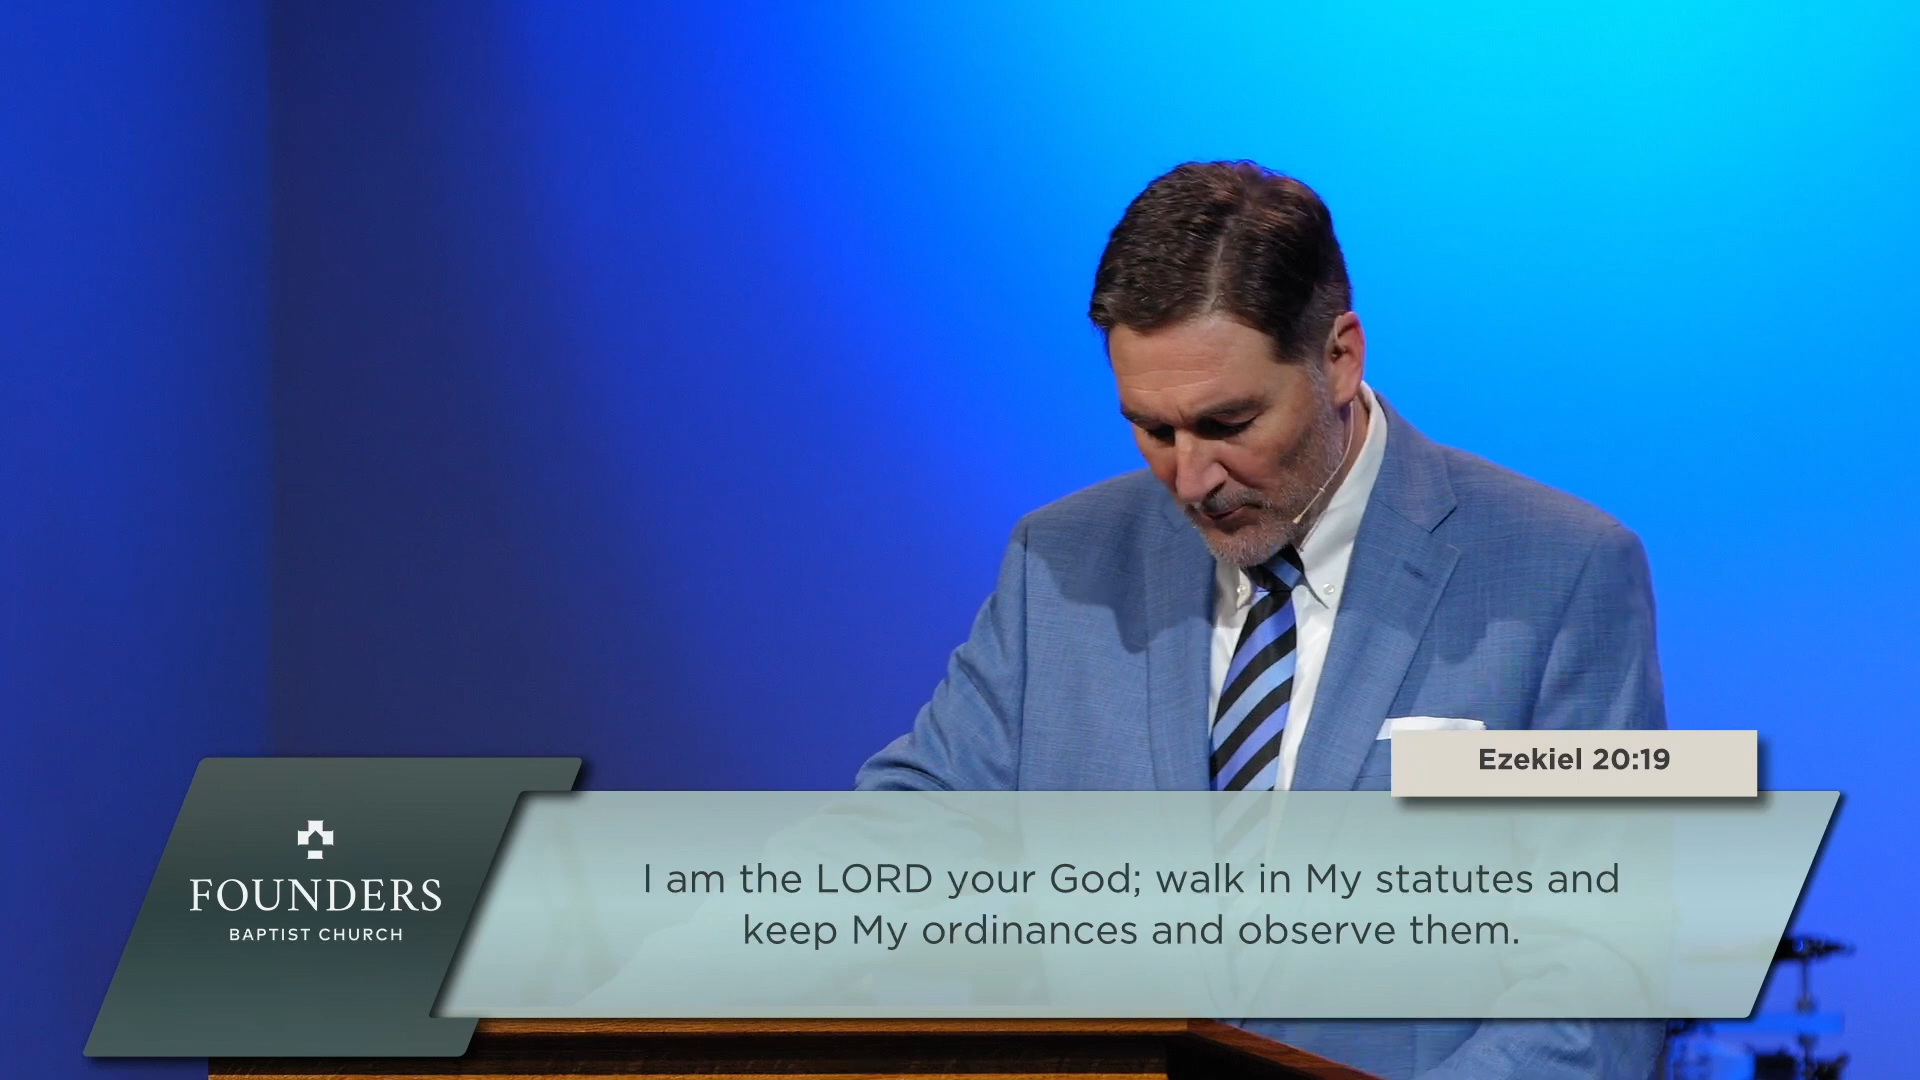 Ezekiel 20:19
I am the LORD your God; walk in My statutes and
keep My ordinances and observe them.
FOUNDERS
BAPTIST CHURCH